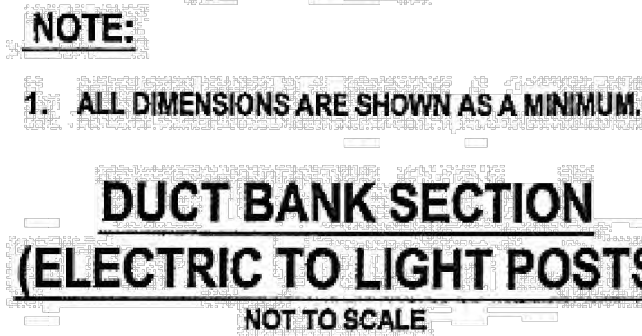 NOTE:
1. ALL DIMENSIONS ARE SHOWN AS A MINIMUM.
DUCT BANK SECTION
(ELECTRIC TO LIGHT POSTS
NOT TO SCALE